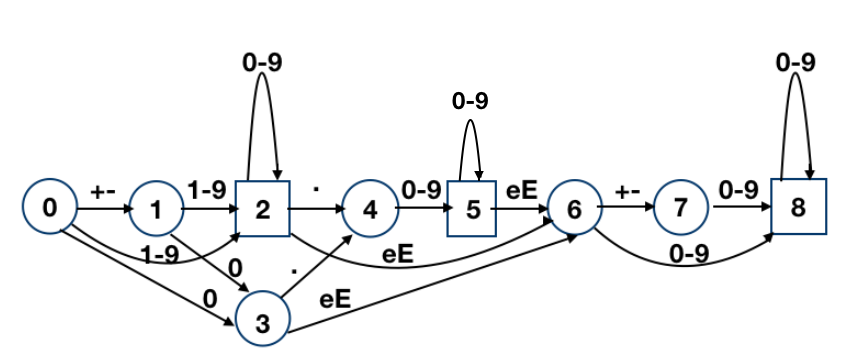 0-9 0-9
0-9
+- 1-9 . 0-9 eE +- 0-9
0 1 2 4 5 6 7 8
1-9 0 . eE 0-9
0 eE
3